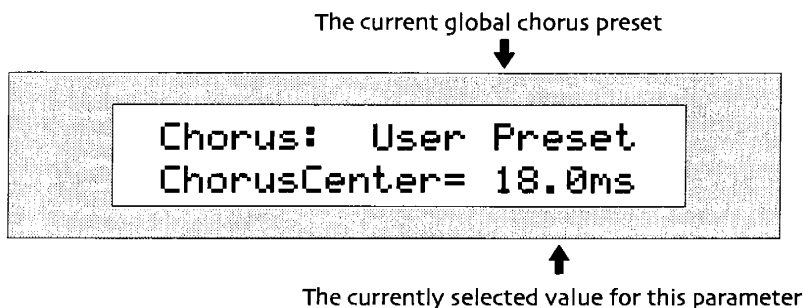 The current global chorus preset
Chorus: User Preset
ChorusCenter= 18.0ms
The currently selected value for this parameter